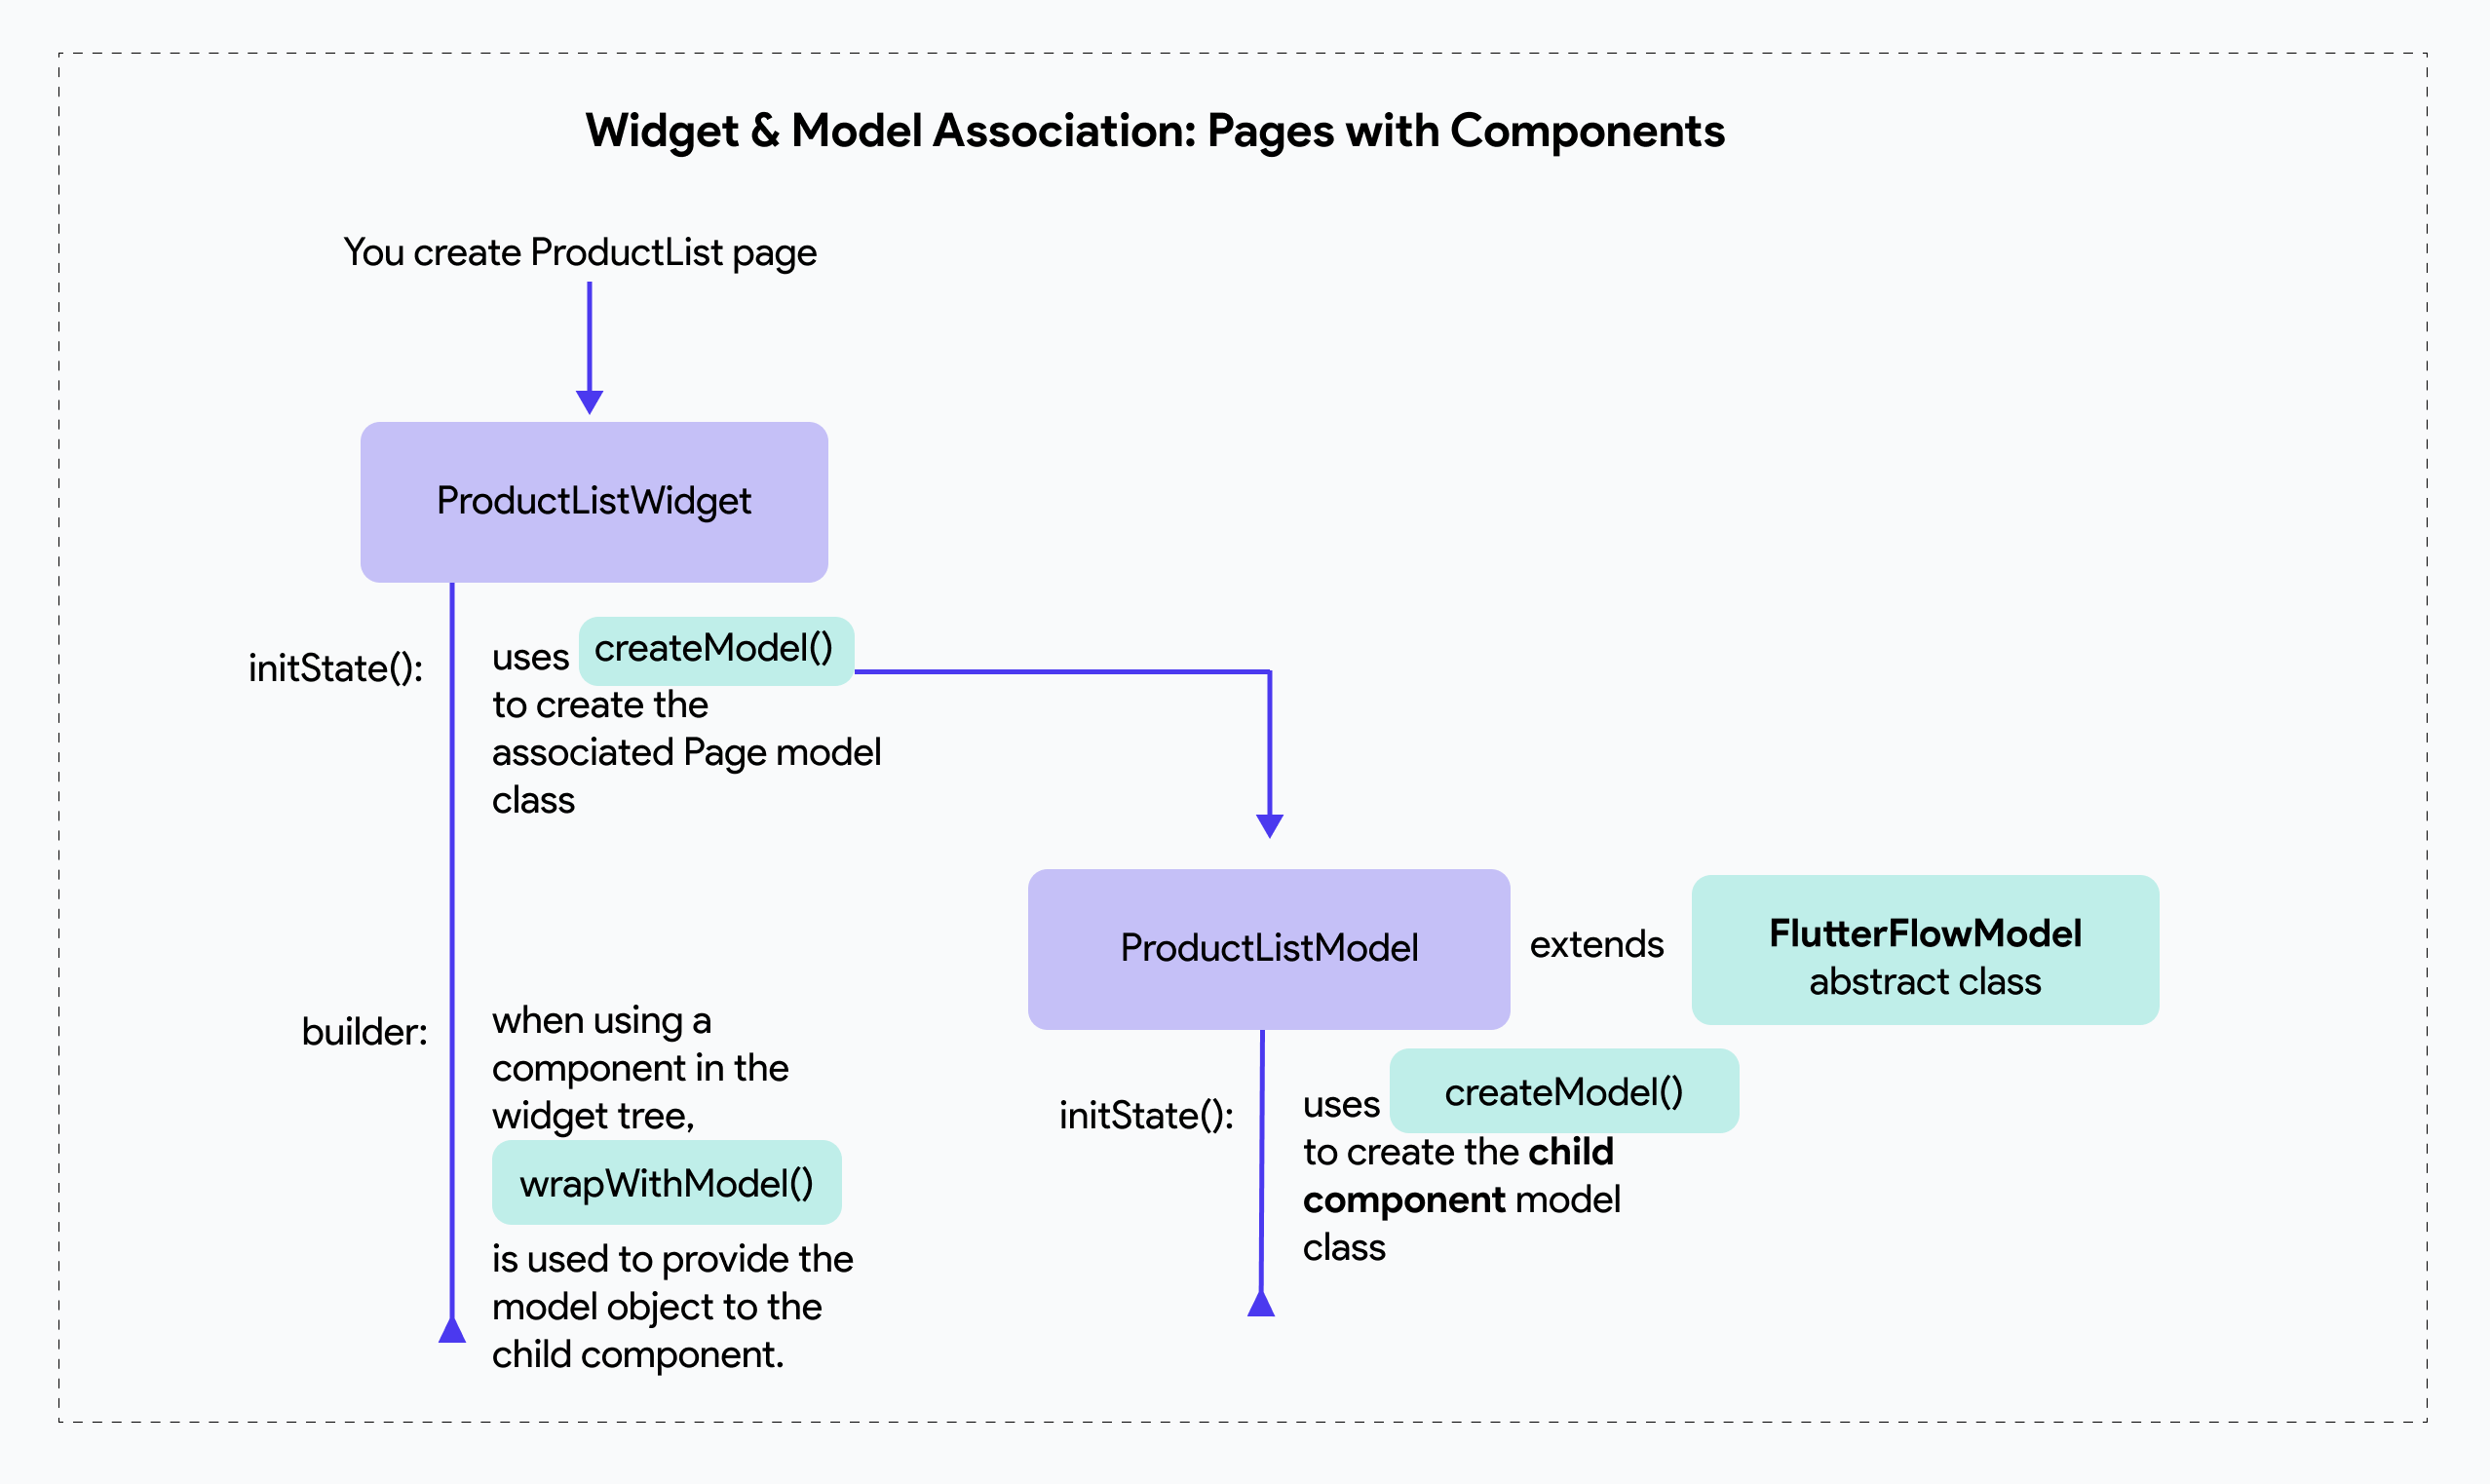 Widget & Model Association: Pages with Components
You create ProductList page
ProductListWidget
initState():
uses createModel()
to create the
associated Page model
class
ProductListModel
extends
FlutterFlowModel
abstract class
builder:
when using a
component in the
widget tree,
wrapWithModel()
is used to provide the
model object to the
child component.
initState():
uses createModel()
to create the child
component model
class